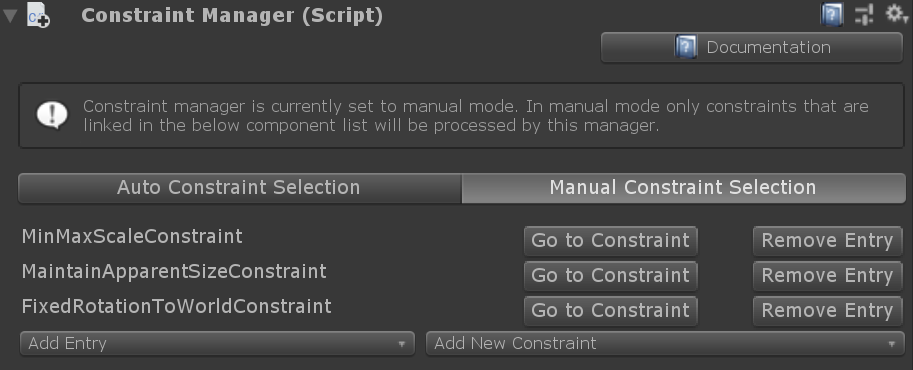 Constraint Manager (Script)
Documentation
Constraint manager is currently set to manual mode. In manual mode only constraints that are
linked in the below component list will be processed by this manager.
Auto Constraint Selection Manual Constraint Selection
MinMaxScaleConstraint Go to Constraint Remove Entry
MaintainApparentSizeConstraint Go to Constraint Remove Entry
FixedRotationToWorldConstraint Go to Constraint Remove Entry
Add Entry Add New Constraint